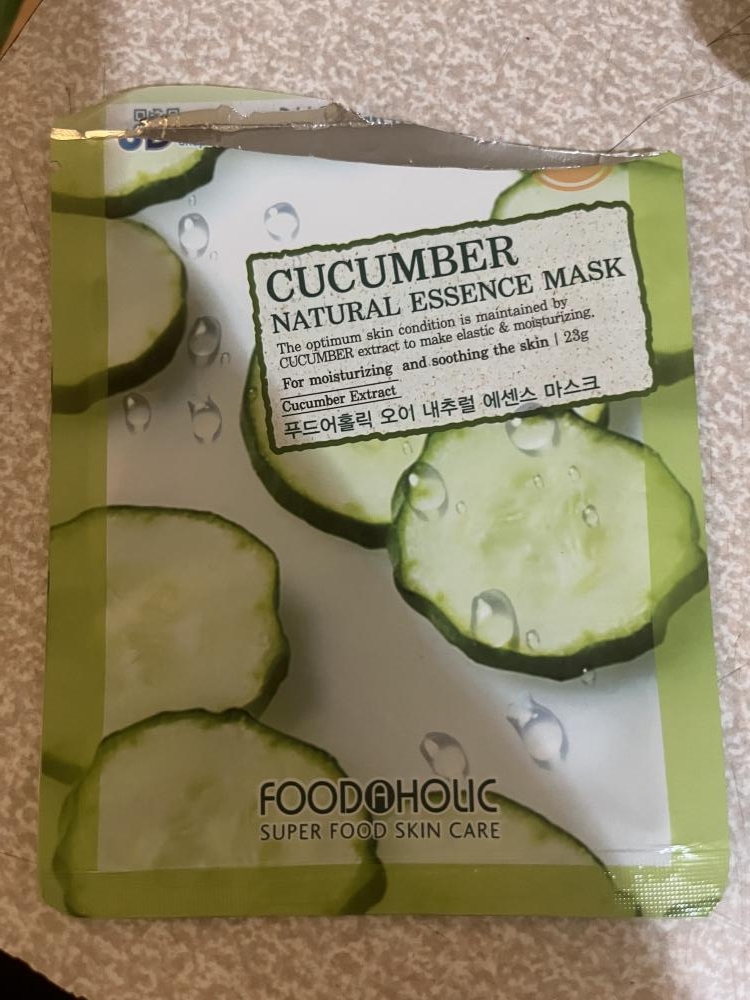 CUCUMBER
NATURAL ESSENCE MASK
The optimum skin condition is maintained by
CUCUMBER extract to make elastic & moisturizing.
For moisturizing and soothing the skin | 23g
Cucumber Extract
푸드어홀릭 오이 내추럴 에센스 마스크
FOODAHOLIC
SUPER FOOD SKIN CARE